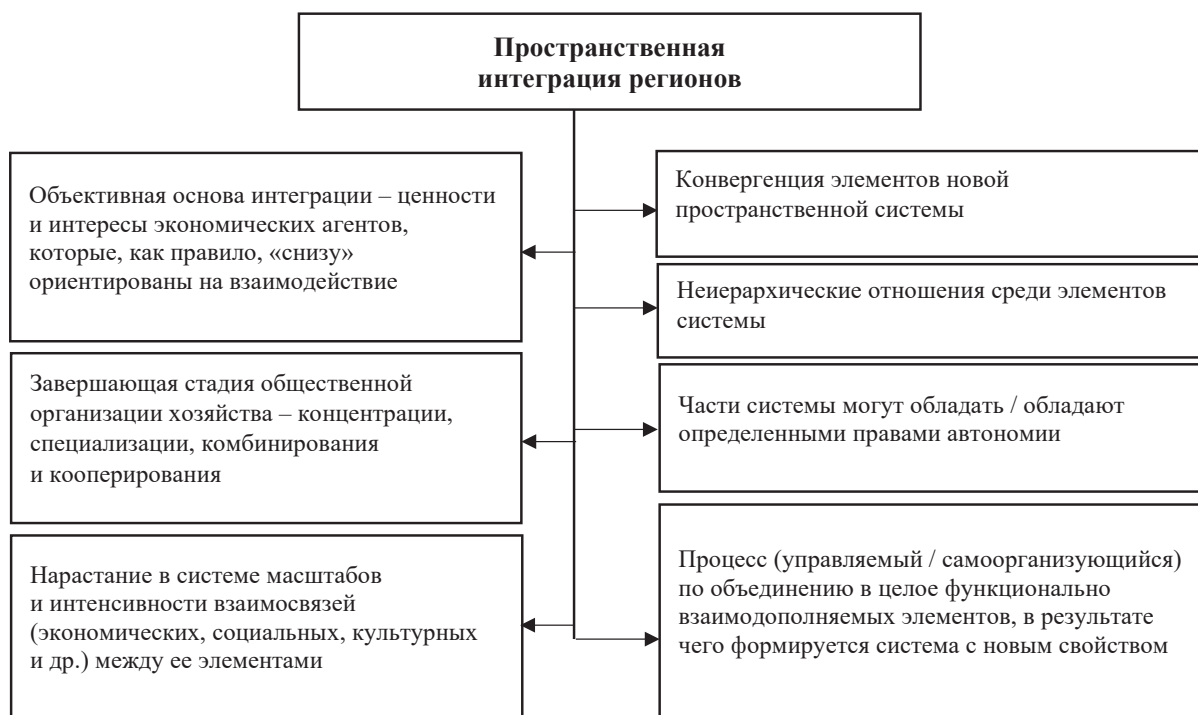 Пространственная
интеграция регионов
Объективная основа интеграции – ценности
и интересы экономических агентов,
которые, как правило, «снизу»
ориентированы на взаимодействие
Завершающая стадия общественной
организации хозяйства – концентрации,
специализации, комбинирования
и кооперирования
Нарастание в системе масштабов
и интенсивности взаимосвязей
(экономических, социальных, культурных
и др.) между ее элементами
Конвергенция элементов новой
пространственной системы
Неиерархические отношения среди элементов
системы
Части системы могут обладать / обладают
определенными правами автономии
Процесс (управляемый / самоорганизующийся)
по объединению в целое функционально
взаимодополняемых элементов, в результате
чего формируется система с новым свойством